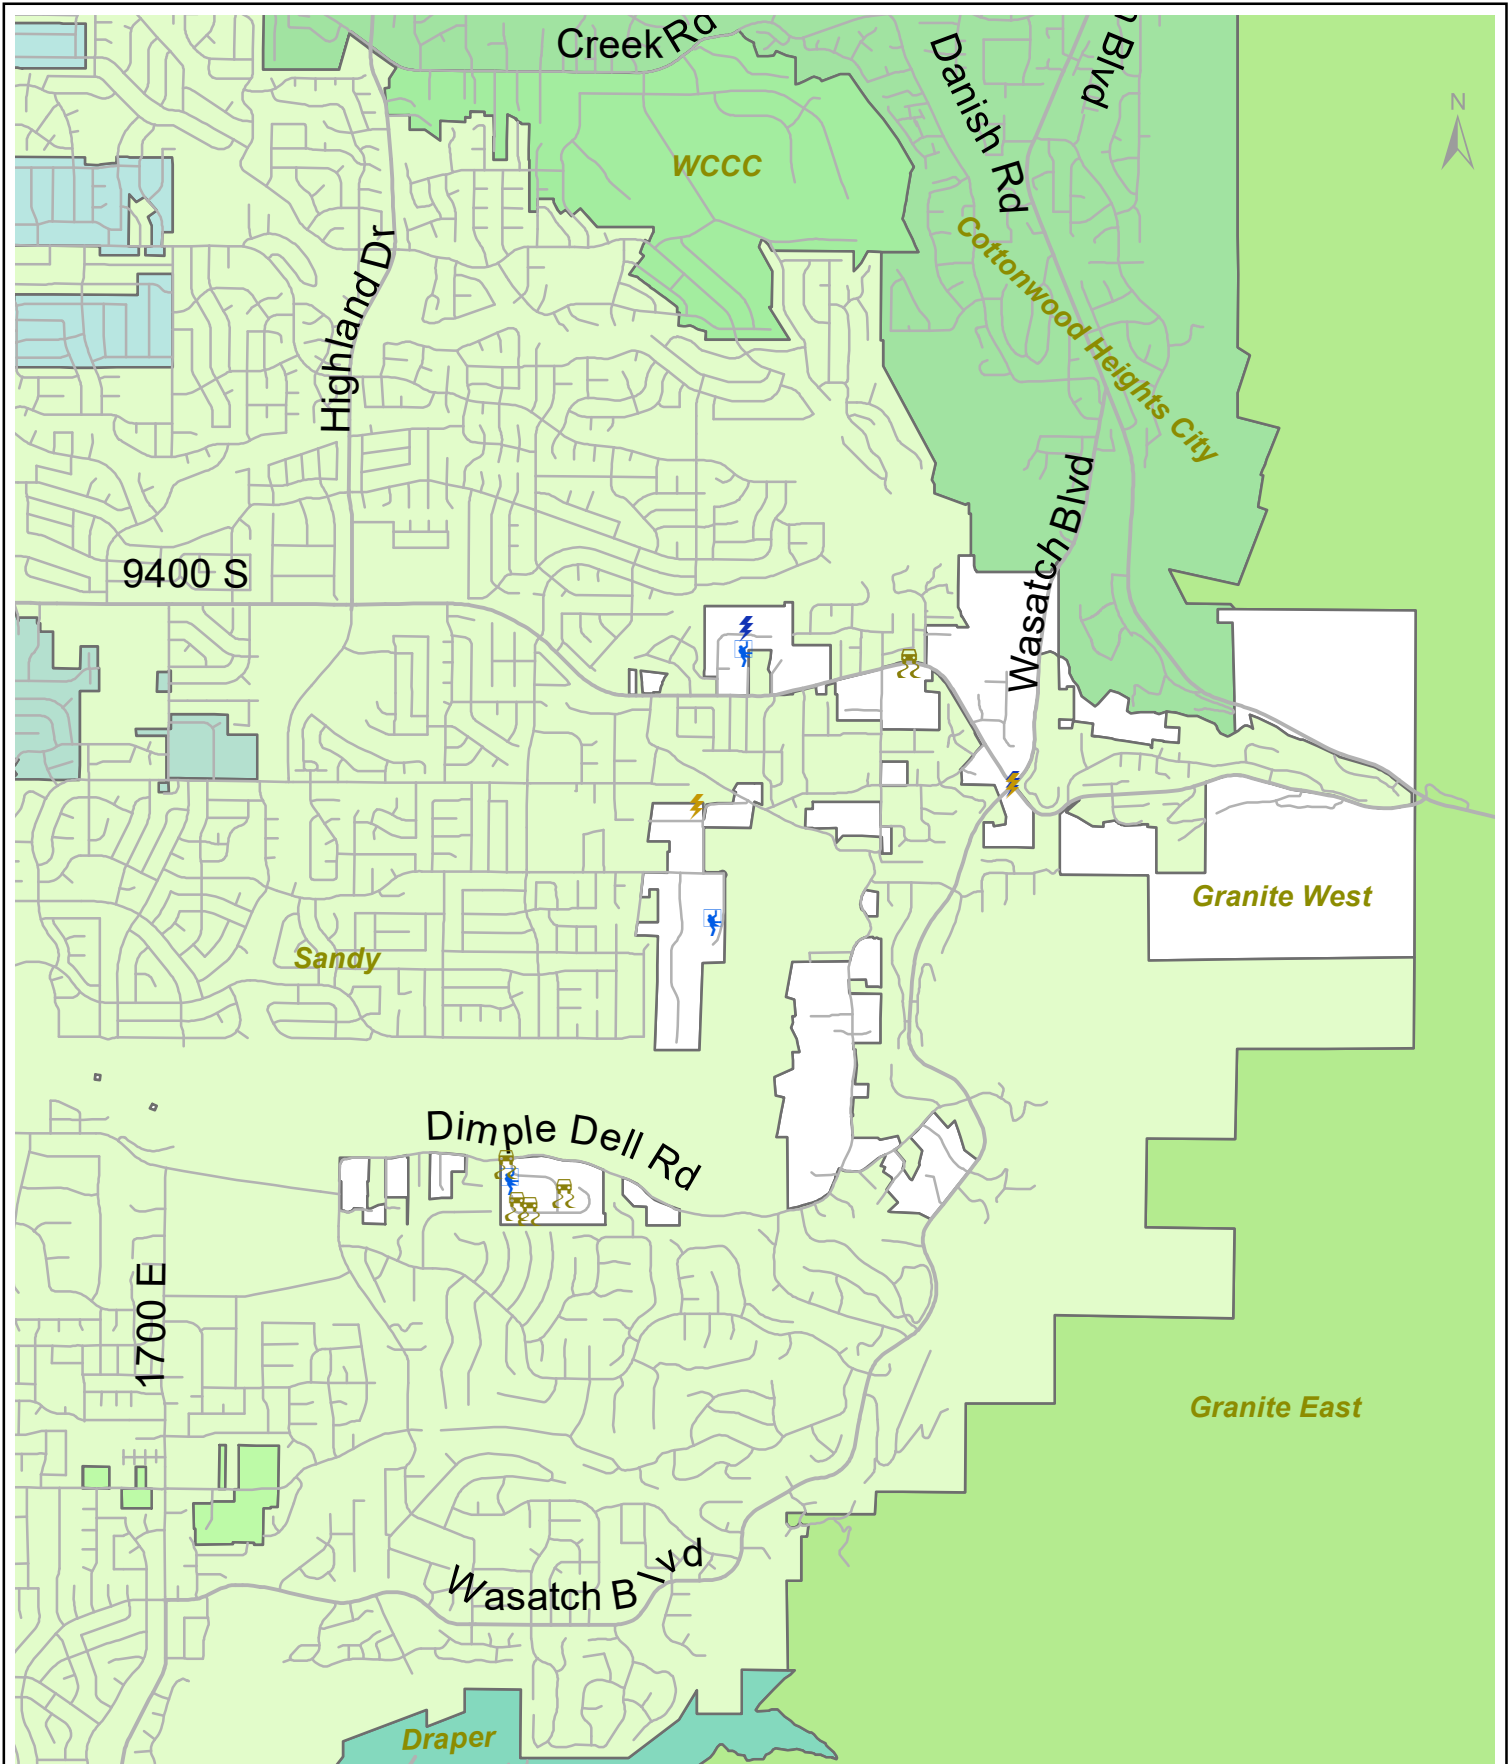 Creek Rd
n Blvd
Danish Rd
N
WCCC
Cottonwood Heights City
Highland Dr
Wasatch Blvd
9400 S
Granite West
Sandy
Dimple Dell Rd
1700 E
Granite East
Wasatch Blvd
Draper